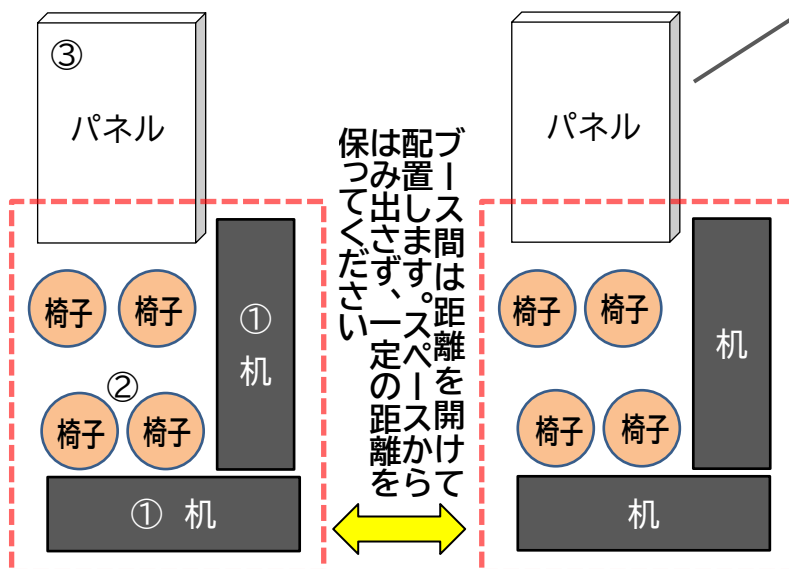 ③
パネル
椅子 椅子
①
机
②
椅子 椅子
① 机
ブース間は距離を開けて
配置します。スペースから
はみ出さず、一定の距離を
保ってください
パネル
椅子 椅子
机
椅子 椅子
机